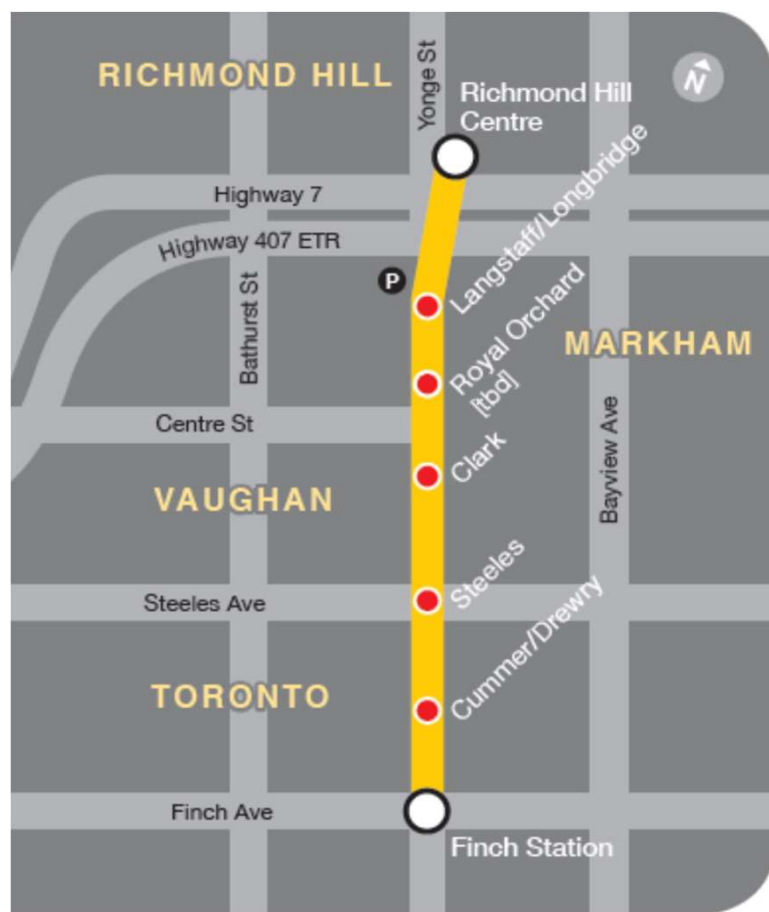 Yonge St
N
RICHMOND HILL
Richmond Hill
Centre
Highway 7
Langstaff/Longbridge
Highway 407 ETR
P
Bathurst St
Royal Orchard
[tbd]
MARKHAM
Centre St
Clark
Bayview Ave
VAUGHAN
Steeles
Steeles Ave
Cummer/Drewry
TORONTO
Finch Ave
Finch Station